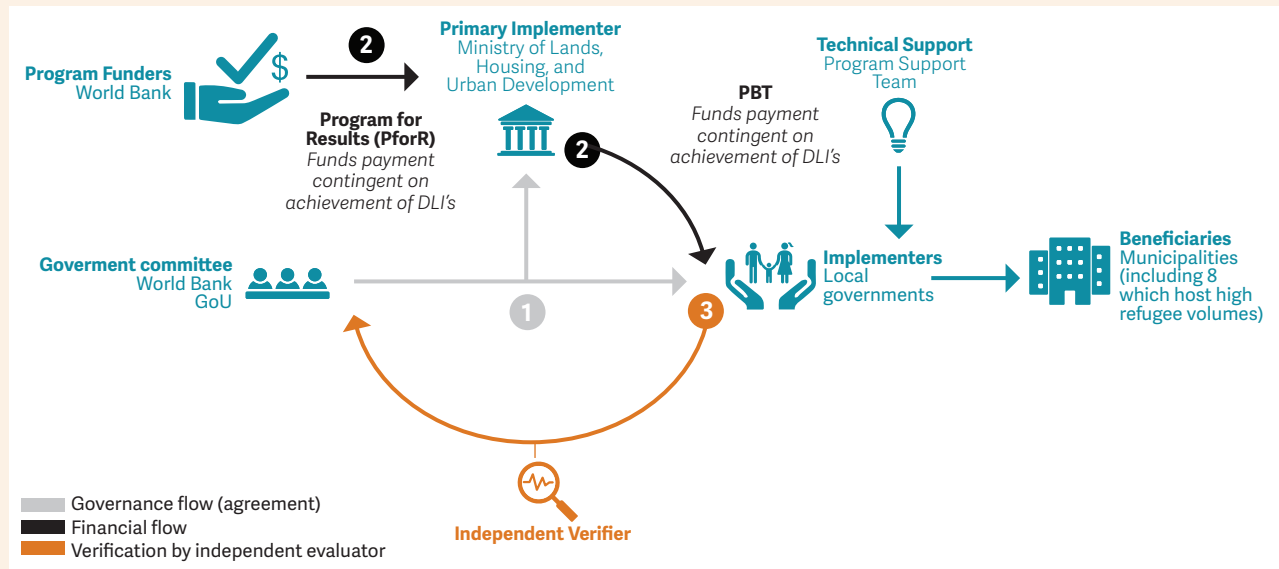 Program Funders
World Bank
$
2
Primary Implementer
Ministry of Lands,
Housing, and
Urban Development
Program for
Results (PforR)
Funds payment
contingent on
achievement of DLI's
2
PBT
Funds payment
contingent on
achievement of DLI's
Technical Support
Program Support
Team
Goverment committee
World Bank
GoU
1
3
Implementers
Local
governments
Beneficiaries
Municipalities
(including 8
which host high
refugee volumes)
Independent Verifier
Governance flow (agreement)
Financial flow
Verification by independent evaluator